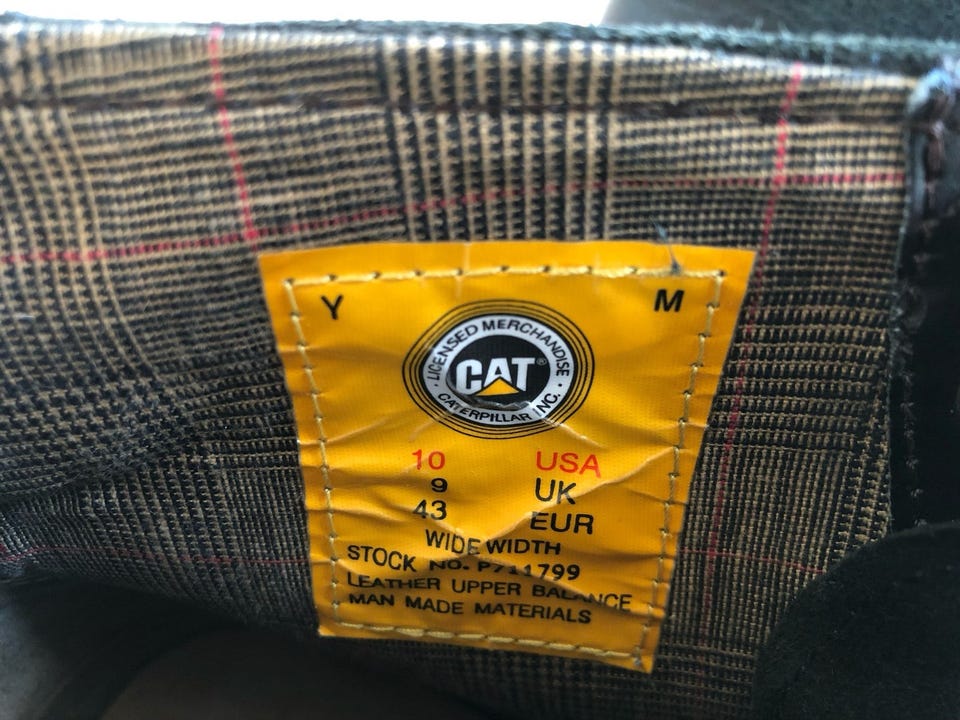 Y M
LICENSED MERCHANDISE
CAT®
CATERPILLAR INC.
10 USA
9 UK
43 EUR
WIDE WIDTH
STOCK NO. P711799
LEATHER UPPER BALANCE
MAN MADE MATERIALS